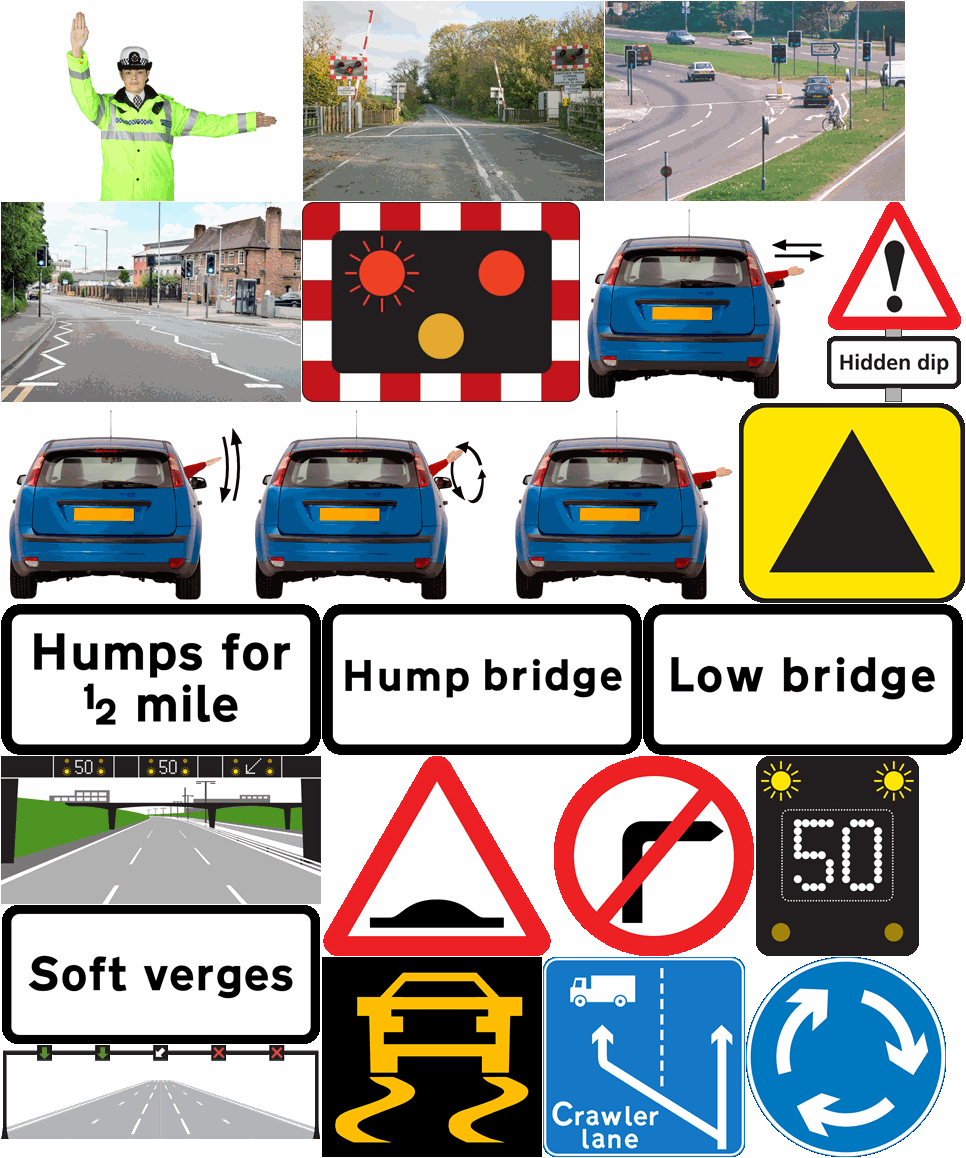 Hidden dip
Humps for
½ mile
Hump bridge
Low bridge
50
50
50
Soft verges
Crawler
lane